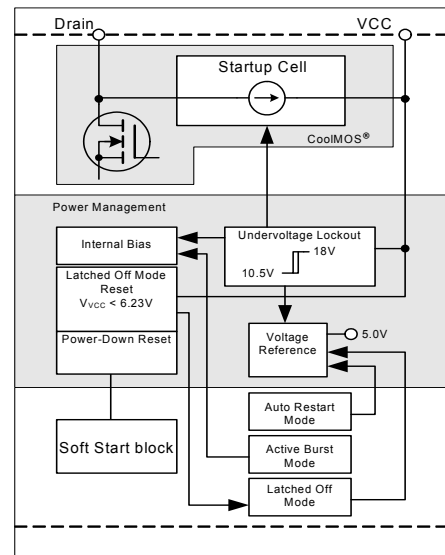 Drain
VCC
Startup Cell
CoolMOS®
Power Management
Internal Bias
Undervoltage Lockout
18V
10.5V
Latched Off Mode
Reset
VVCC < 6.23V
Power-Down Reset
Voltage
Reference
5.0V
Auto Restart
Mode
Soft Start block
Active Burst
Mode
Latched Off
Mode